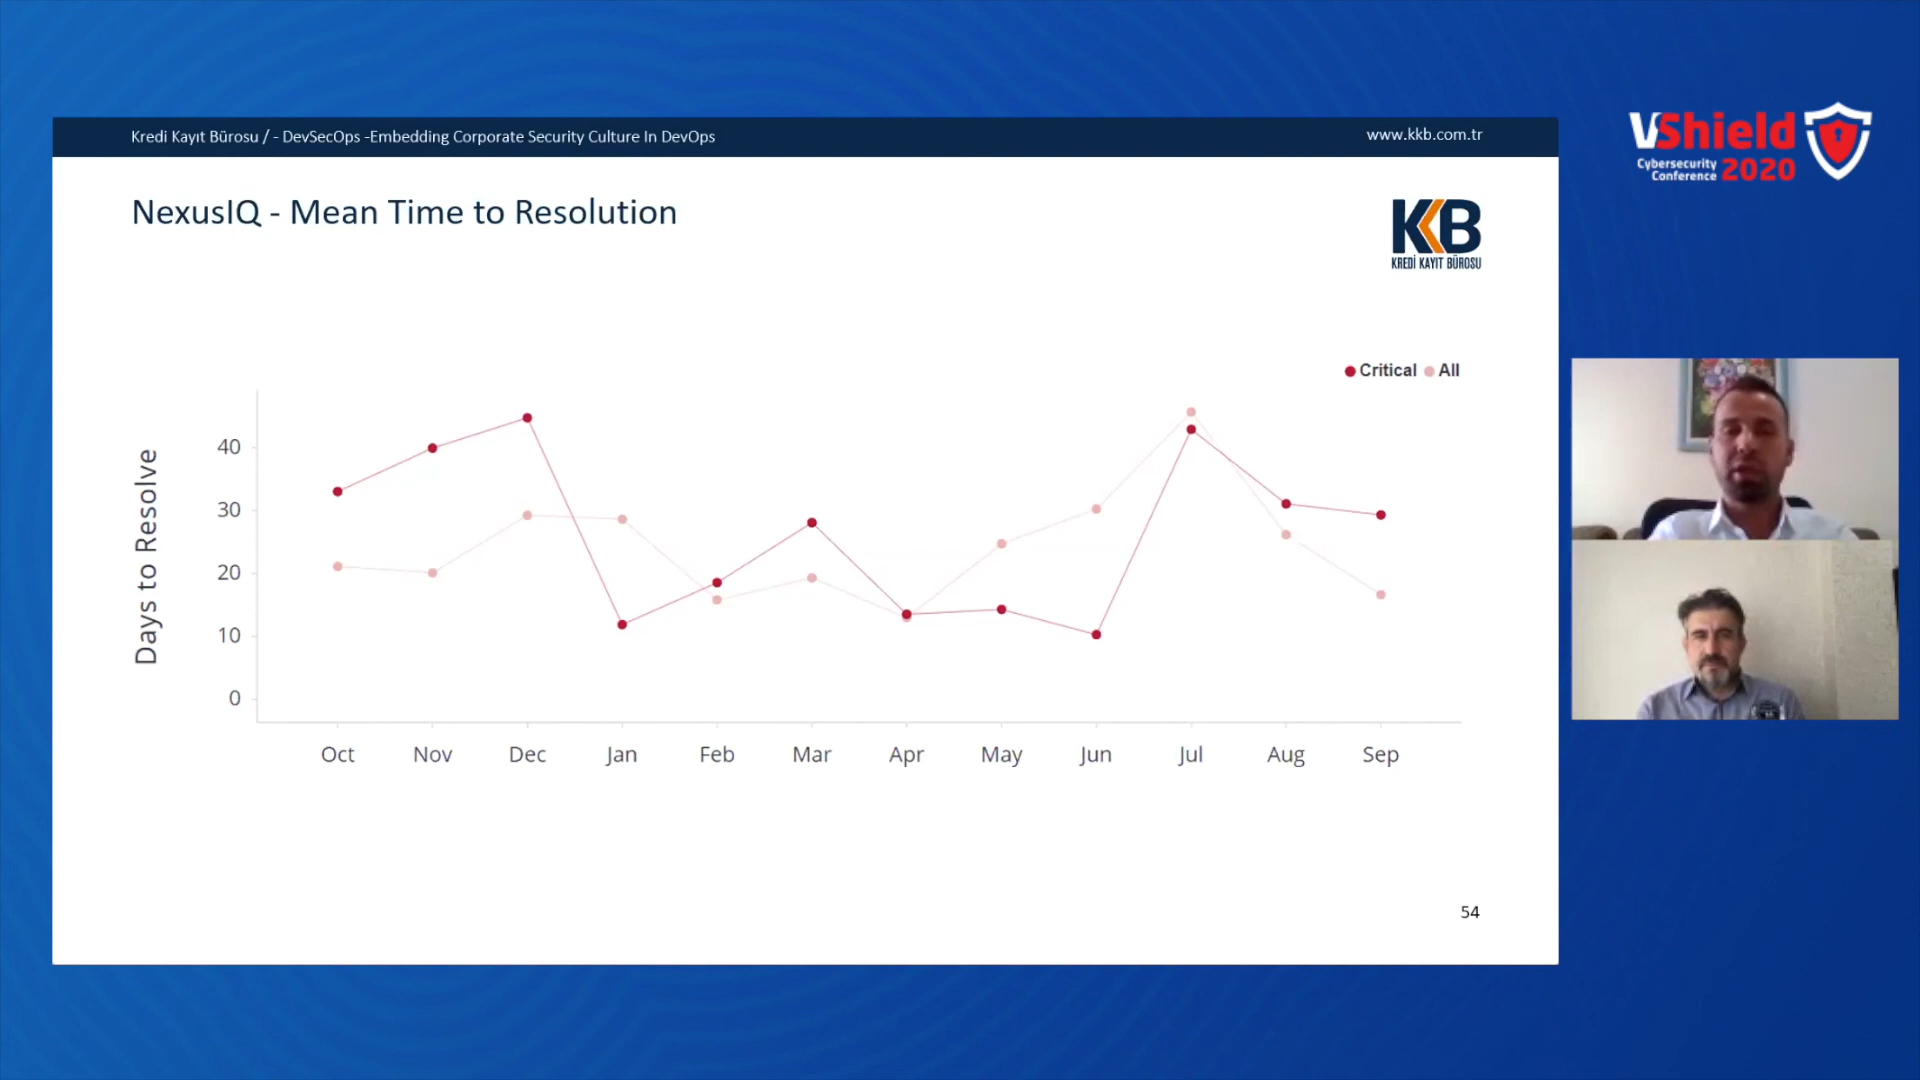 Kredi Kayıt Bürosu / - DevSecOps -Embedding Corporate Security Culture In DevOps
www.kkb.com.tr
VShield
Cybersecurity
Conference 2020
NexusIQ - Mean Time to Resolution
KKB
KREDİ KAYIT BÜROSU
Critical All
Days to Resolve
40
30
20
10
0
Oct Nov Dec Jan Feb Mar Apr May Jun Jul Aug Sep
54